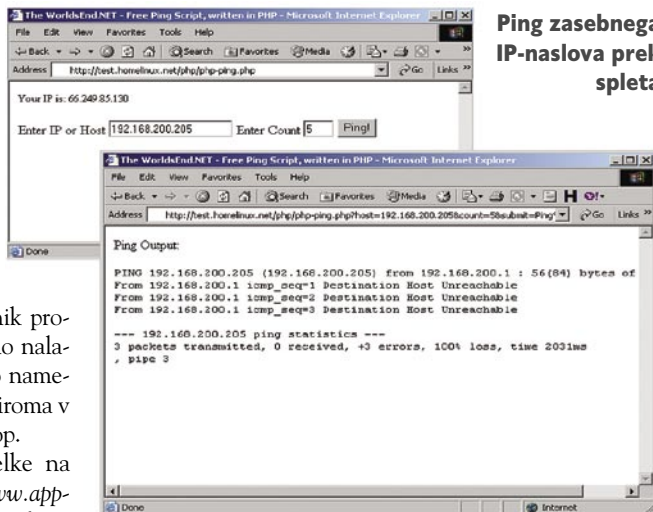 The WorldsEnd.NET - Free Ping Script, written in PHP - Microsoft Internet Explorer
File Edit View Favorites Tools Help
Back Search Favorites Media
Address http://test.homelinux.net/php/php-ping.php Go Links »
Your IP is: 66.249.85.130
Enter IP or Host 192.168.200.205 Enter Count 5 Ping!
Done
Ping zasebnega
IP-naslova prek
spleta
The WorldsEnd.NET - Free Ping Script, written in PHP - Microsoft Internet Explorer
File Edit View Favorites Tools Help
Back Search Favorites Media
Address http://test.homelinux.net/php/php-ping.php?host=192.168.200.205&count=5&submit=Ping Go Links »
Ping Output:
PING 192.168.200.205 (192.168.200.205) from 192.168.200.1 : 56(84) bytes of
From 192.168.200.1 icmp_seq=1 Destination Host Unreachable
From 192.168.200.1 icmp_seq=2 Destination Host Unreachable
From 192.168.200.1 icmp_seq=3 Destination Host Unreachable
--- 192.168.200.205 ping statistics ---
3 packets transmitted, 0 received, +3 errors, 100% loss, time 2031ms
, pipe 3
Done Internet
nik pro-
o nala-
o name-
iroma v
op.
elke na
ww.app-